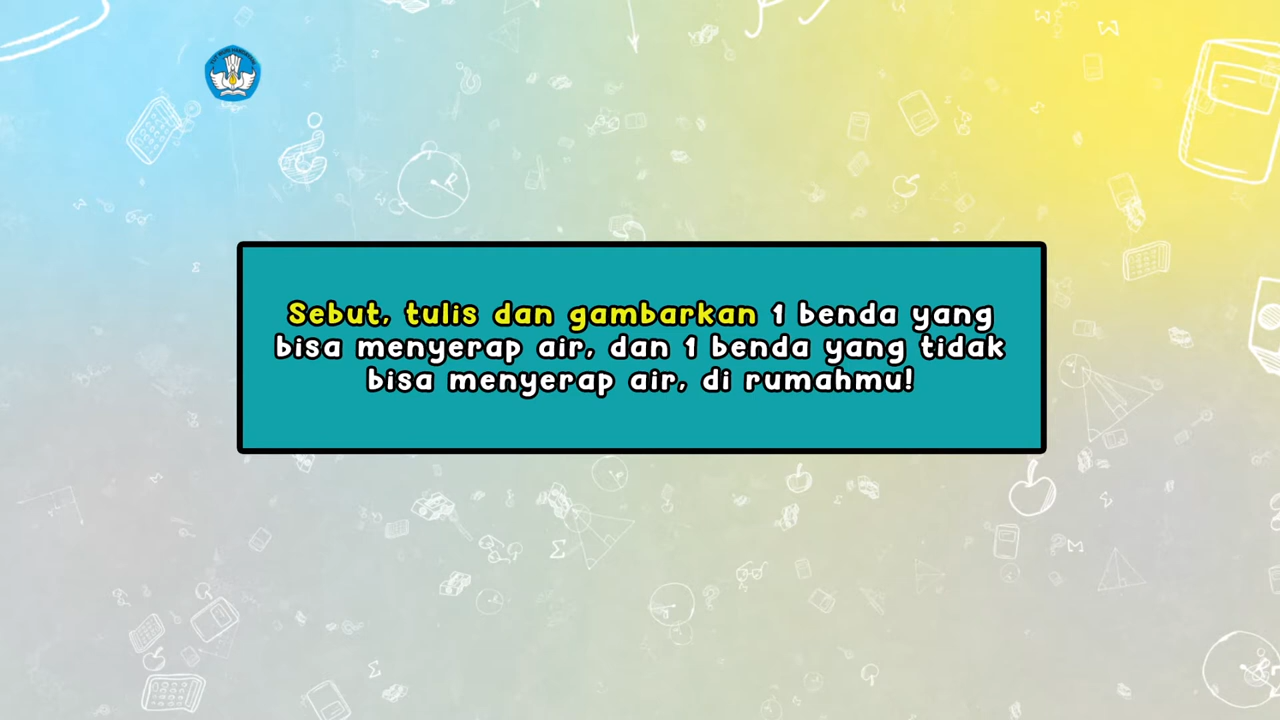 Sebut, tulis dan gambarkan 1 benda yang
bisa menyerap air, dan 1 benda yang tidak
bisa menyerap air, di rumahmu!